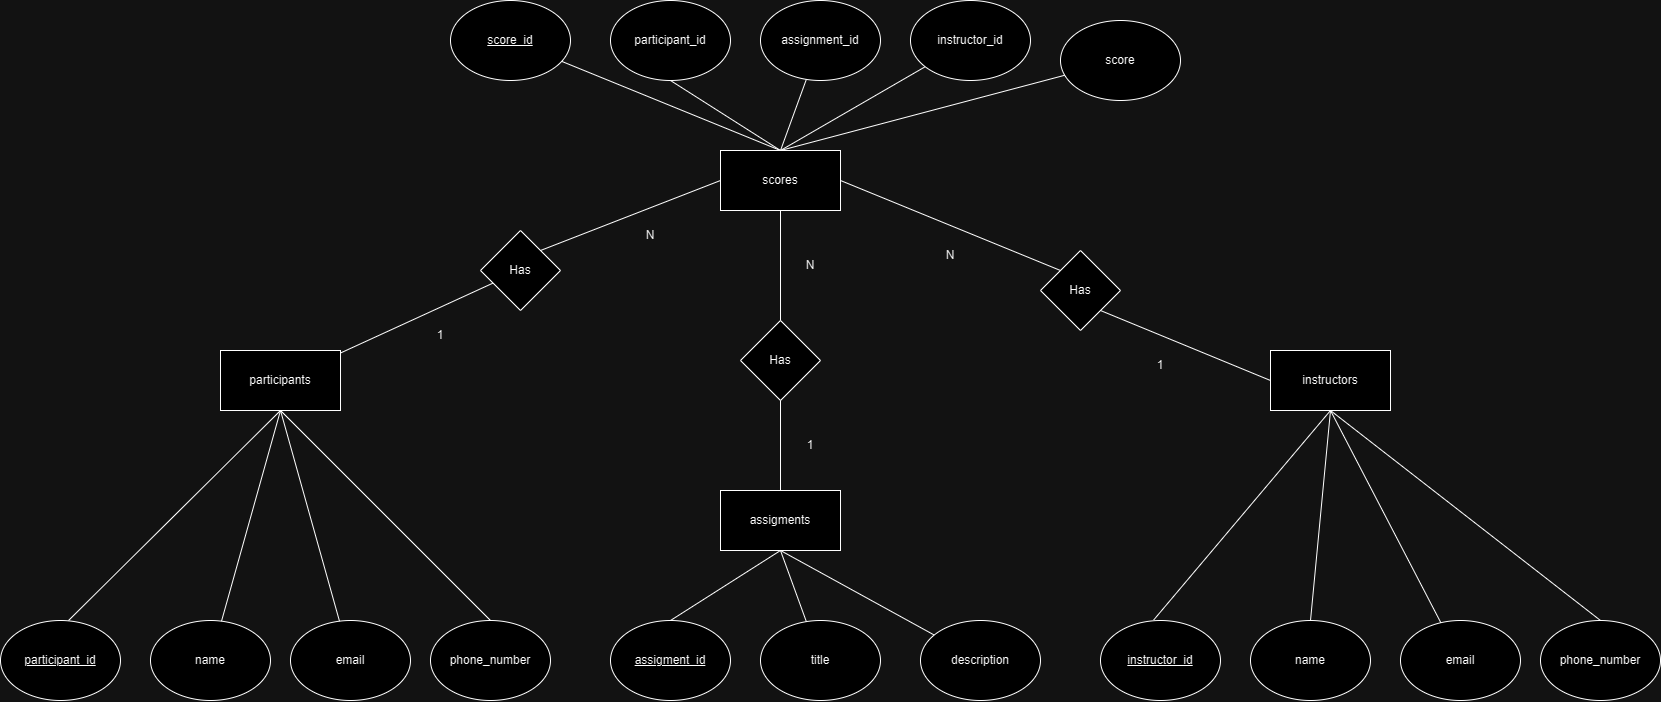 score_id
participant_id
assignment_id
instructor_id
score
scores
N
N
N
Has
Has
1
Has
1
participants
instructors
1
assigments
participant_id
name
email
phone_number
assigment_id
title
description
instructor_id
name
email
phone_number